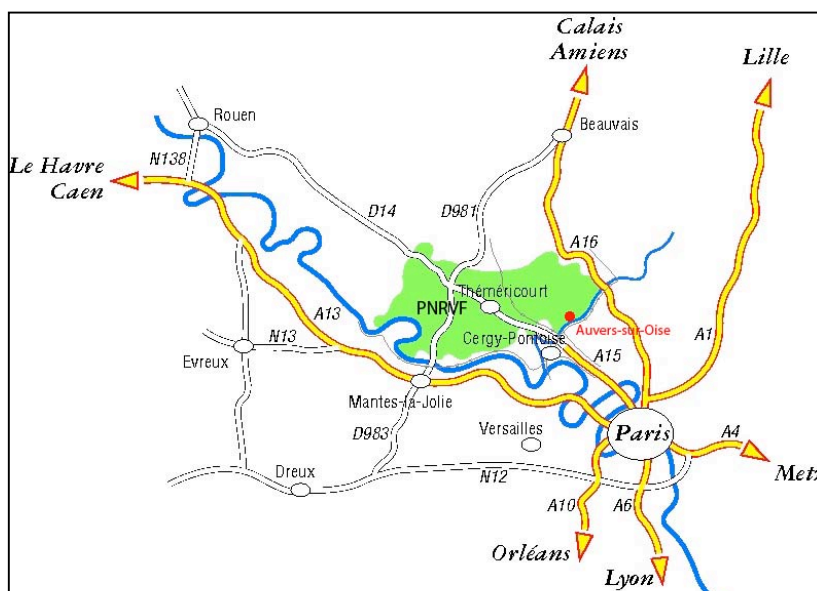 Calais
Amiens
Lille
Rouen
Beauvais
N138
Le Havre
Caen
D14
D981
A16
Théméricourt
PNRVF
Auvers-sur-Oise
A13
N13
Cergy-Pontoise
A15
A1
Evreux
Mantes-la-Jolie
D983
Versailles
Paris
A4
Dreux
N12
Metz
A10
A6
Orléans
Lyon